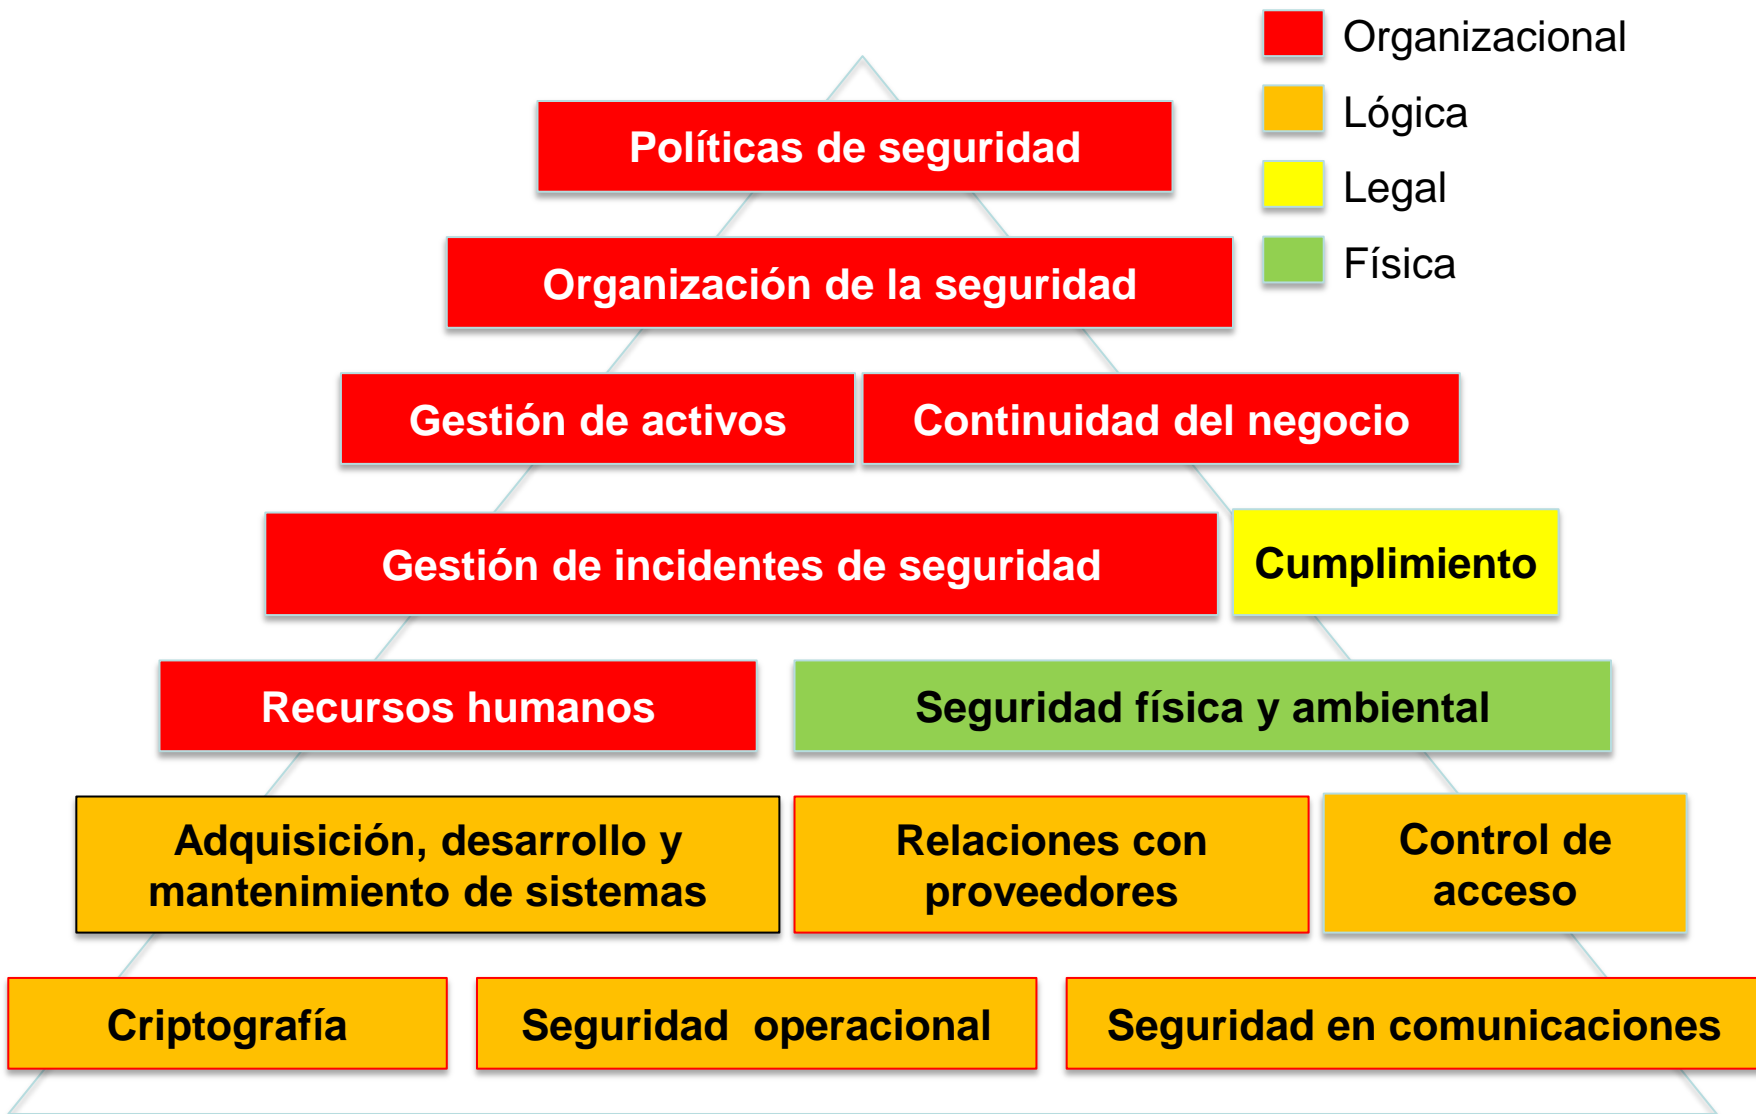 Organizacional
Lógica
Legal
Física
Políticas de seguridad
Organización de la seguridad
Gestión de activos
Continuidad del negocio
Gestión de incidentes de seguridad
Cumplimiento
Recursos humanos
Seguridad física y ambiental
Adquisición, desarrollo y
mantenimiento de sistemas
Relaciones con
proveedores
Control de
acceso
Criptografía
Seguridad  operacional
Seguridad en comunicaciones